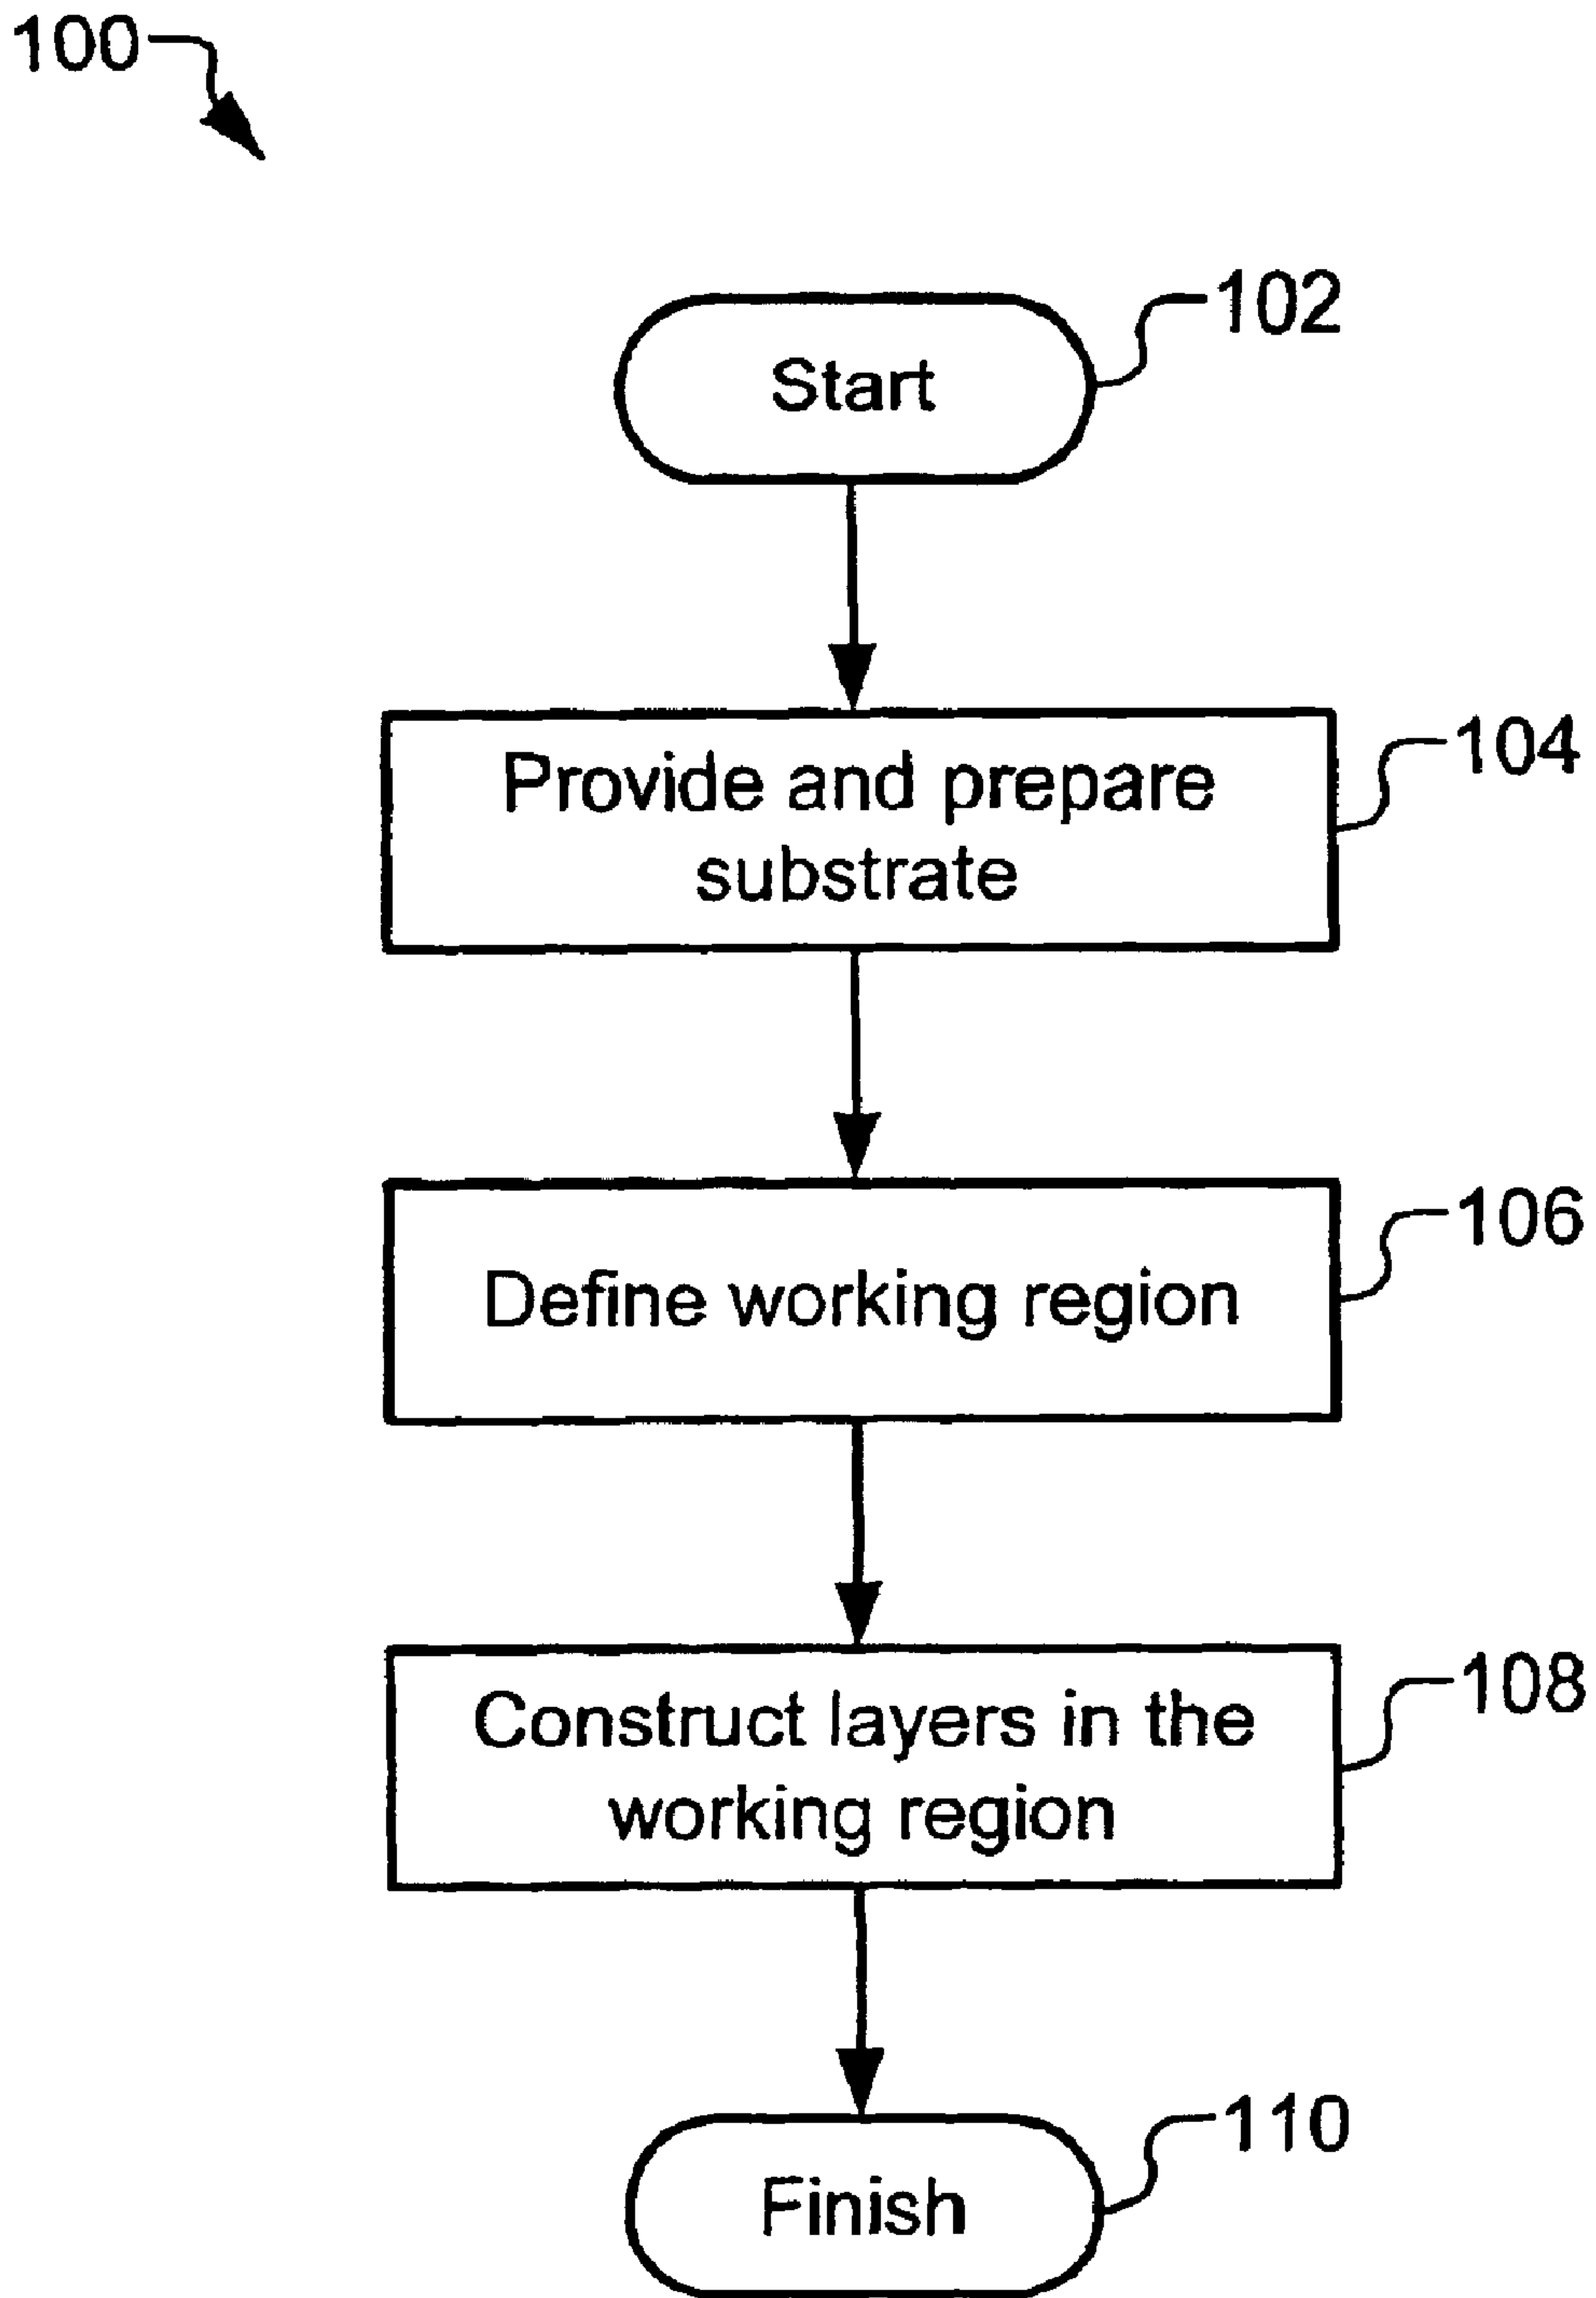 100
102
Start
104
Provide and prepare
substrate
106
Define working region
108
Construct layers in the
working region
110
Finish